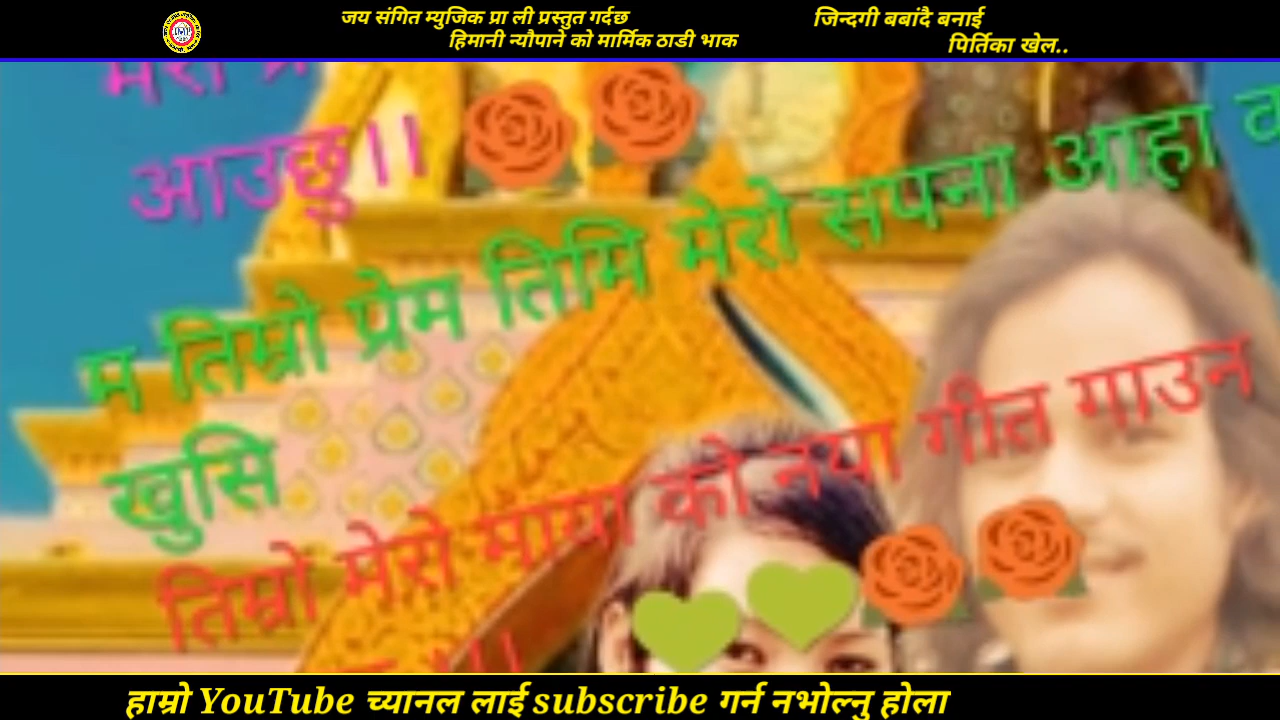 जय संगित म्युजिक प्रा ली प्रस्तुत गर्दछ
हिमानी न्यौपाने को मार्मिक ठाडी भाक
जिन्दगी बबांदै बनाई
पिर्तिका खेल..
मेरो
आउछु।।
म तिम्रो प्रेम तिमि मेरो सपना आहा
खुसि
तिम्रो मेरो माया को नया गीत गाउन
हाम्रो YouTube च्यानल लाई subscribe गर्न नभोल्नु होला